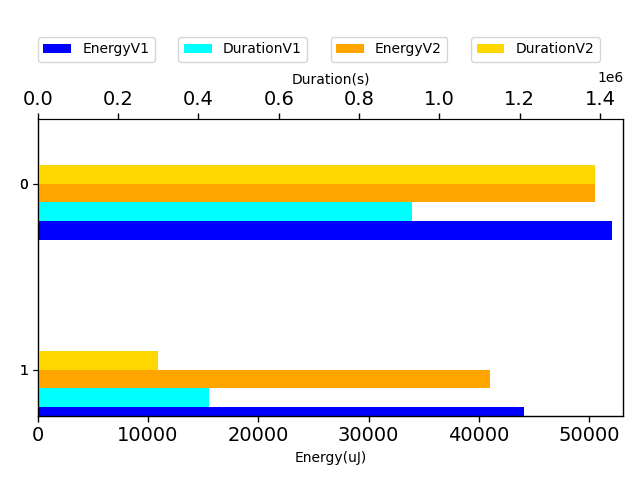 EnergyV1 DurationV1 EnergyV2 DurationV2
Duration(s)
1e6
0.0 0.2 0.4 0.6 0.8 1.0 1.2 1.4
0
1
0 10000 20000 30000 40000 50000
Energy(uJ)